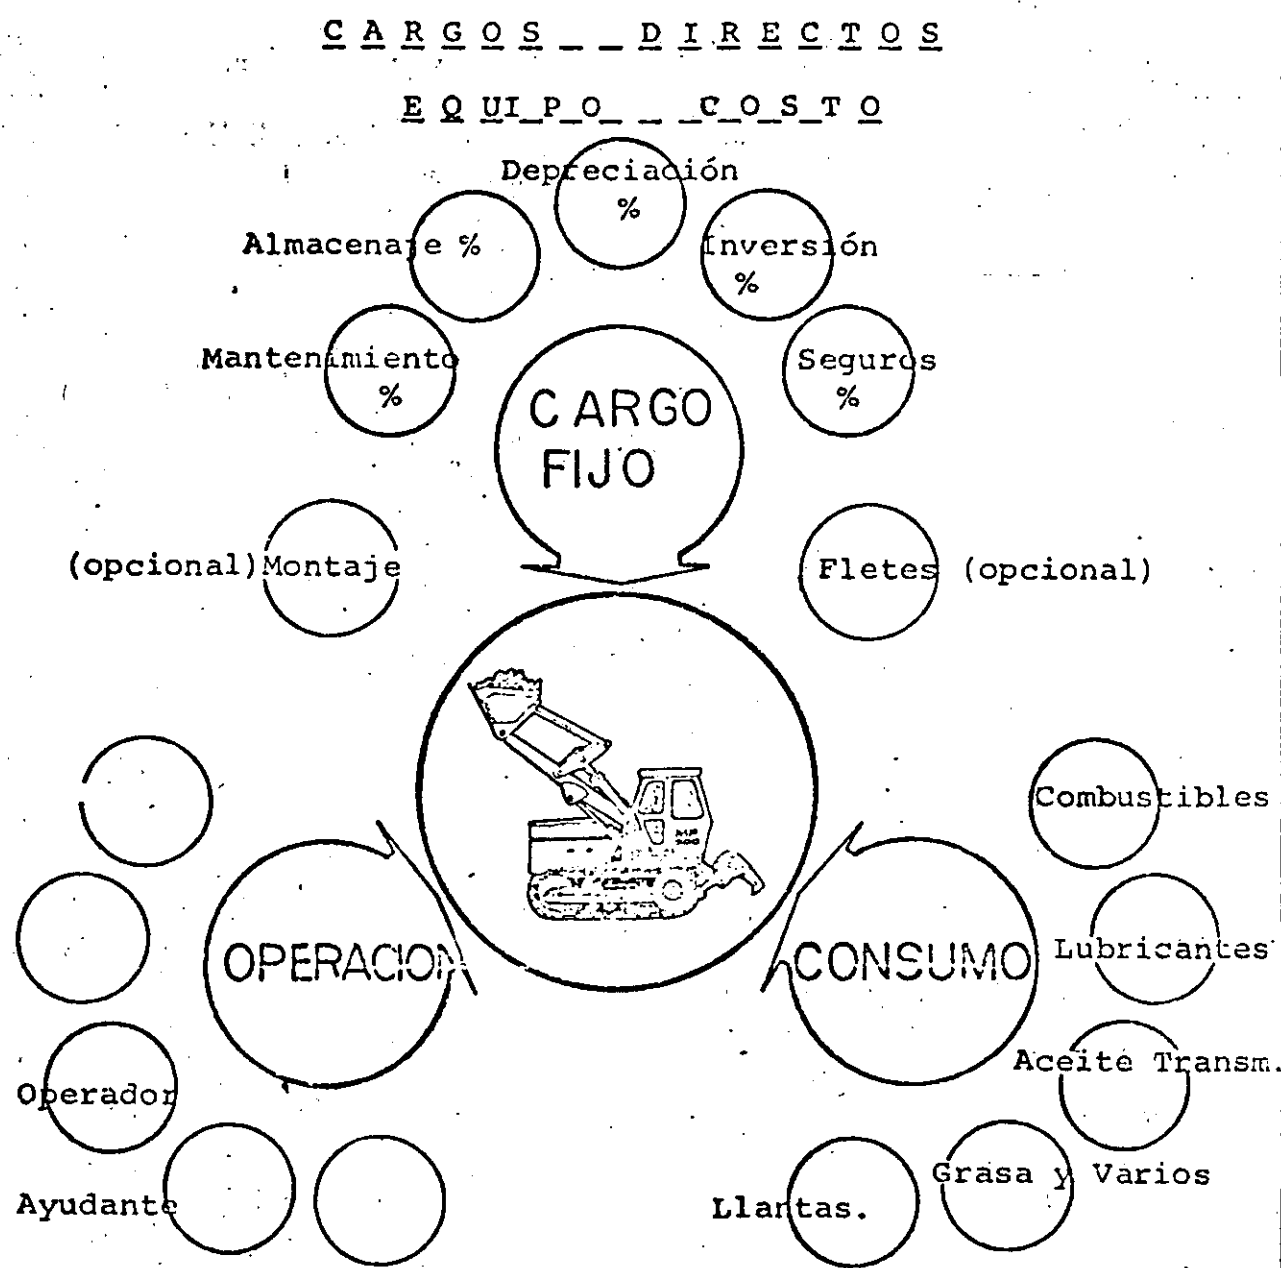 CARGOS DIRECTOS
EQUIPO COSTO
Depreciación
%
Almacenaje %
Inversión
%
Mantenimiento
%
Seguros
%
CARGO
FIJO
(opcional) Montaje
Fletes (opcional)
Combustibles
OPERACION
CONSUMO
Lubricantes
Aceite Transm.
Operador
Grasa y Varios
Ayudante
Llantas.